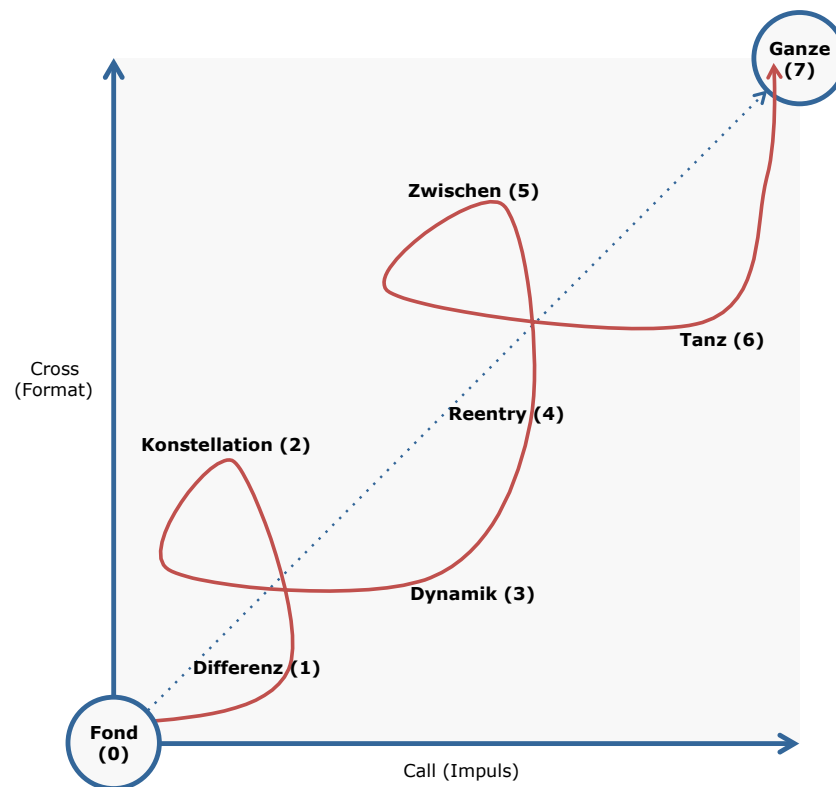 Ganze
(7)
Zwischen (5)
Tanz (6)
Cross
(Format)
Reentry (4)
Konstellation (2)
Dynamik (3)
Differenz (1)
Fond
(0)
Call (Impuls)